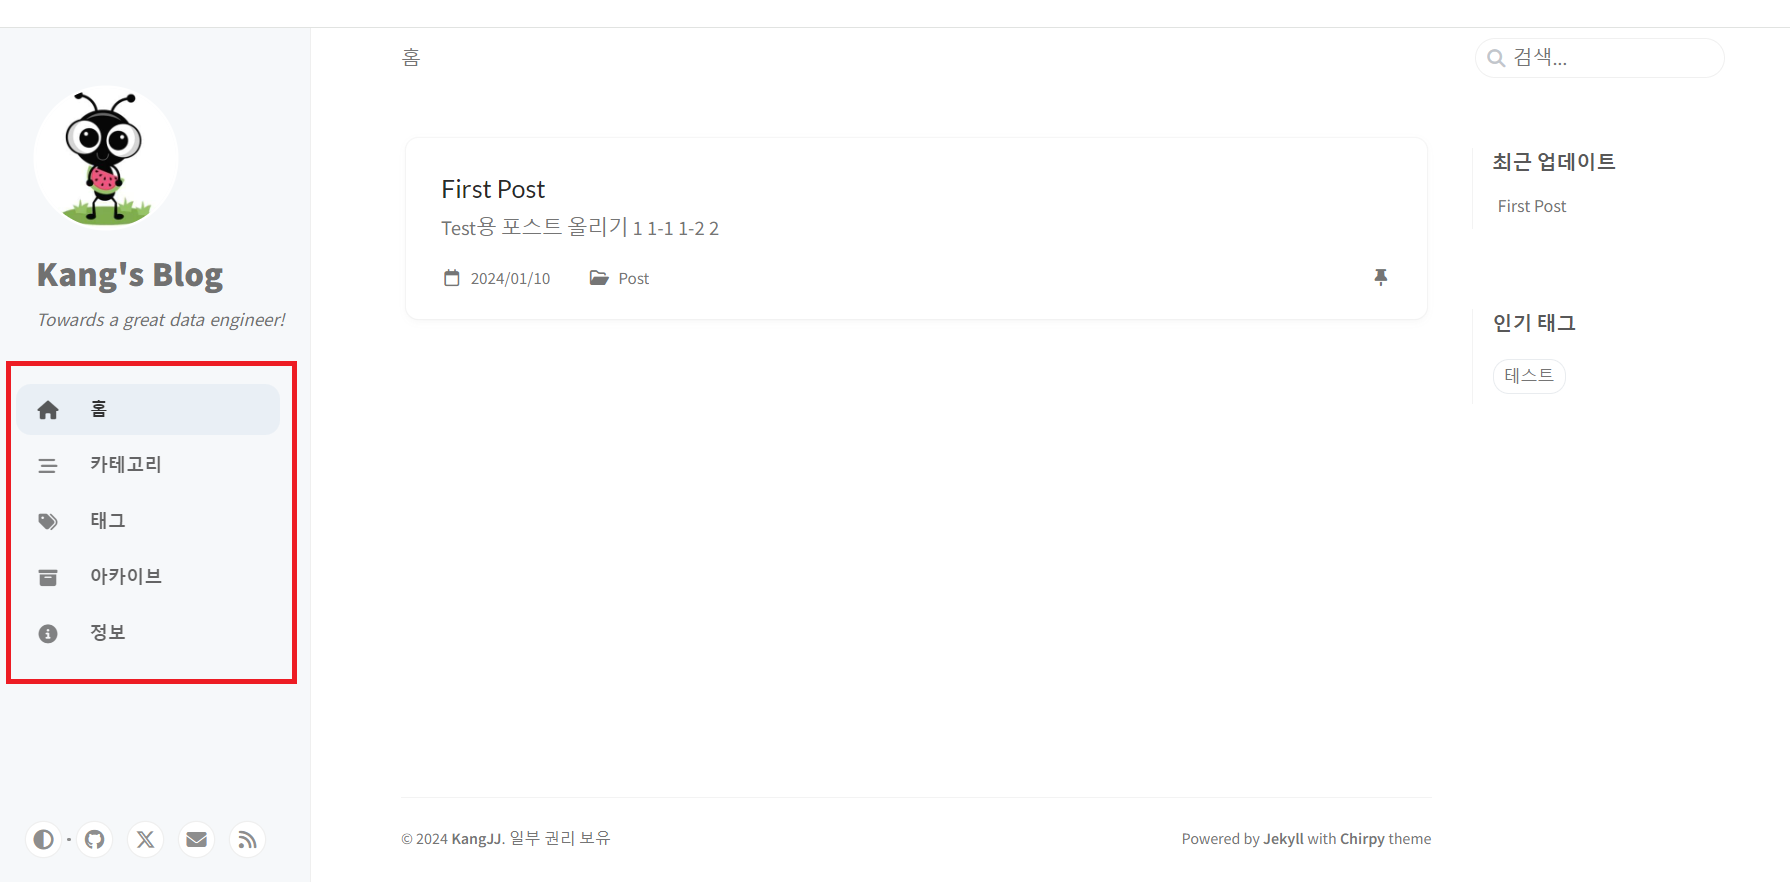 Kang's Blog
Towards a great data engineer!
홈
카테고리
태그
아카이브
정보
홈
검색...
First Post
Test용 포스트 올리기 1 1-1 1-2 2
2024/01/10 Post
최근 업데이트
First Post
인기 태그
테스트
© 2024 KangJJ. 일부 권리 보유
Powered by Jekyll with Chirpy theme